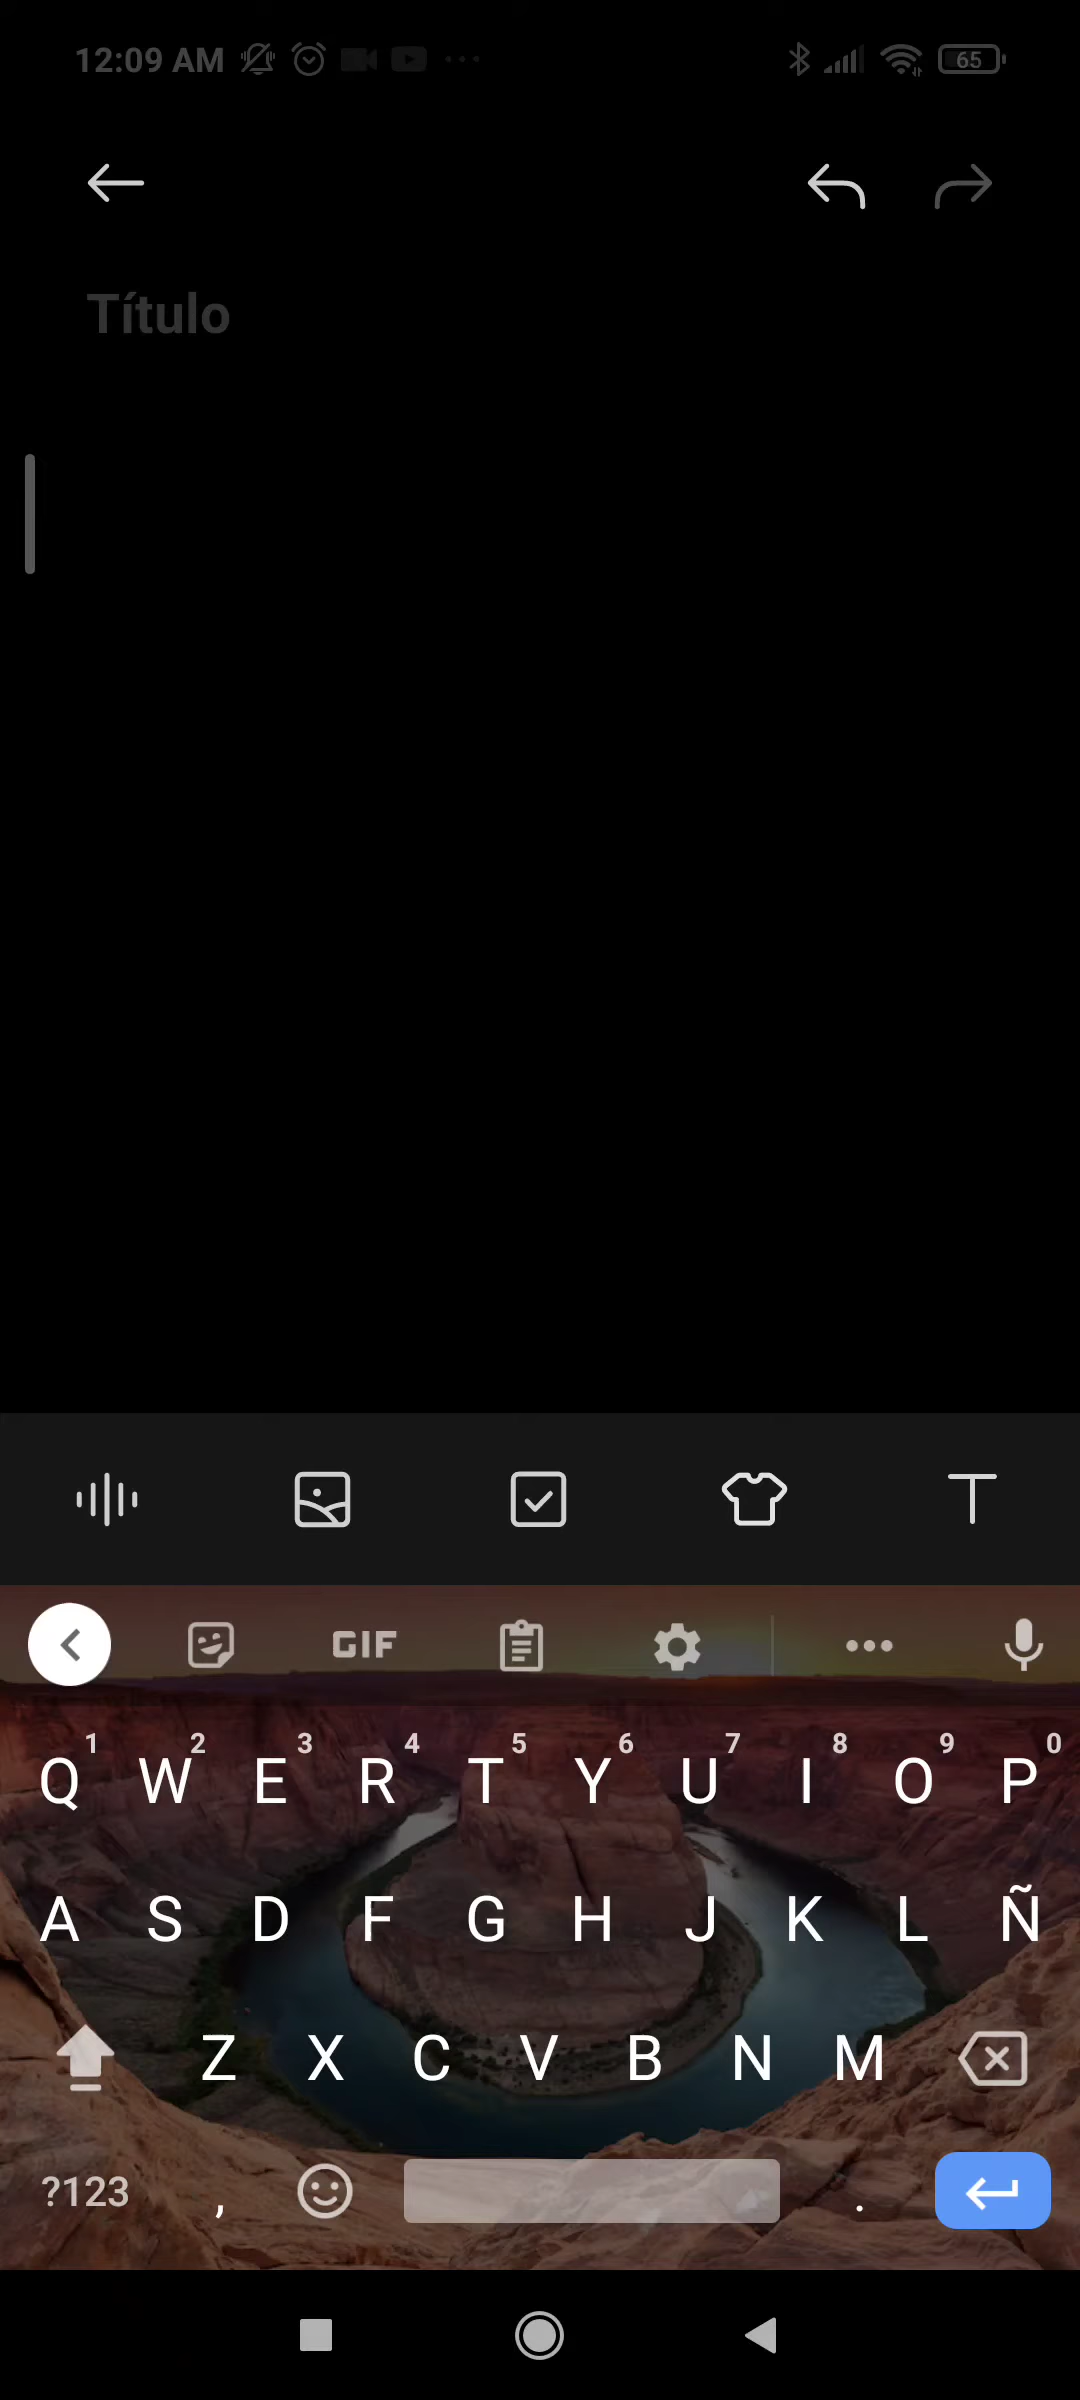 12:09 AM 65
Título
GIF
1 2 3 4 5 6 7 8 9 0
Q W E R T Y U I O P
A S D F G H J K L Ñ
Z X C V B N M
?123 , .